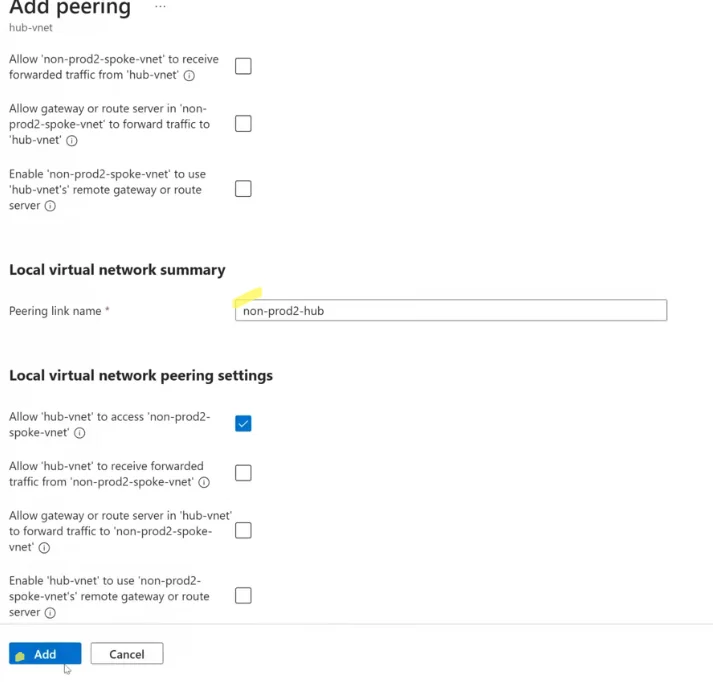 Add peering ...
hub-vnet
Allow 'non-prod2-spoke-vnet' to receive
forwarded traffic from 'hub-vnet'
Allow gateway or route server in 'non-
prod2-spoke-vnet' to forward traffic to
'hub-vnet'
Enable 'non-prod2-spoke-vnet' to use
'hub-vnet's' remote gateway or route
server
Local virtual network summary
Peering link name *
non-prod2-hub
Local virtual network peering settings
Allow 'hub-vnet' to access 'non-prod2-
spoke-vnet'
Allow 'hub-vnet' to receive forwarded
traffic from 'non-prod2-spoke-vnet'
Allow gateway or route server in 'hub-vnet'
to forward traffic to 'non-prod2-spoke-
vnet'
Enable 'hub-vnet' to use 'non-prod2-
spoke-vnet's' remote gateway or route
server
Add
Cancel